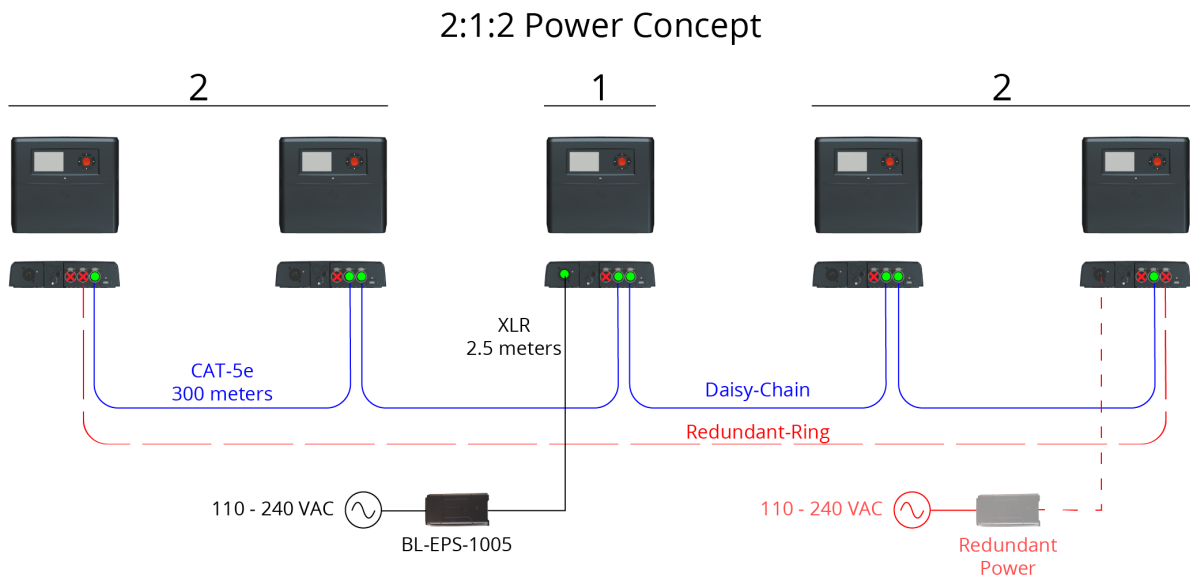 2:1:2 Power Concept
2
1
2
XLR
2.5 meters
CAT-5e
300 meters
Daisy-Chain
Redundant-Ring
110 - 240 VAC
BL-EPS-1005
110 - 240 VAC
Redundant
Power